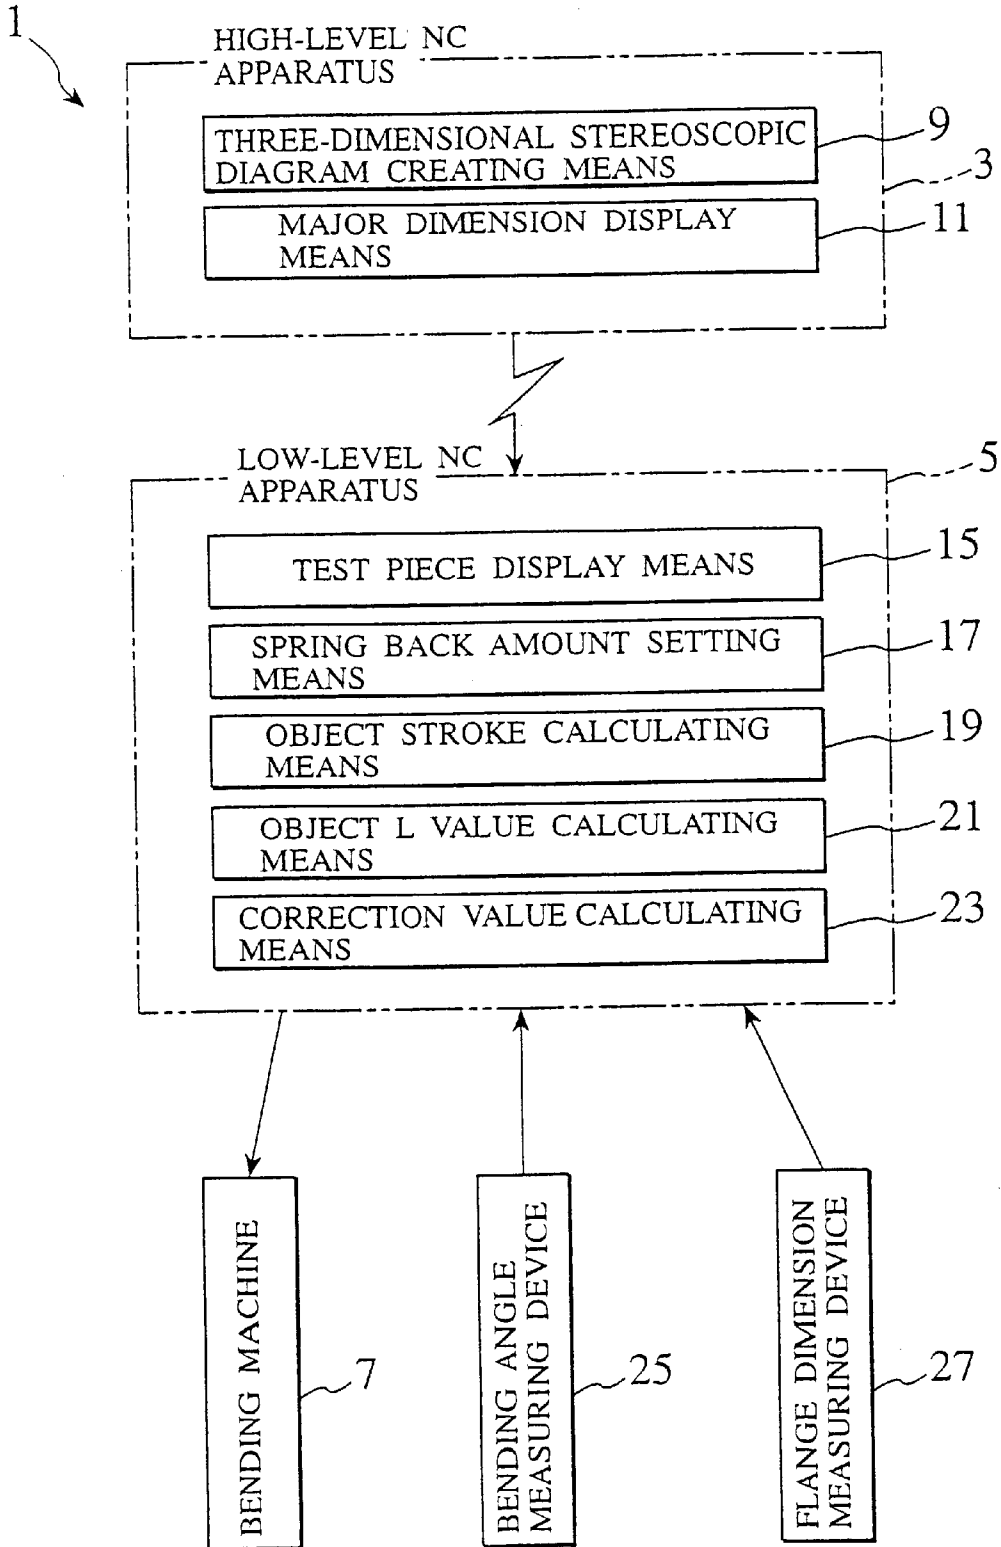 1
HIGH-LEVEL NC
APPARATUS
THREE-DIMENSIONAL STEREOSCOPIC
DIAGRAM CREATING MEANS
9
3
MAJOR DIMENSION DISPLAY
MEANS
11
LOW-LEVEL NC
APPARATUS
5
TEST PIECE DISPLAY MEANS
15
SPRING BACK AMOUNT SETTING
MEANS
17
OBJECT STROKE CALCULATING
MEANS
19
OBJECT L VALUE CALCULATING
MEANS
21
CORRECTION VALUE CALCULATING
MEANS
23
BENDING MACHINE
7
BENDING ANGLE
MEASURING DEVICE
25
FLANGE DIMENSION
MEASURING DEVICE
27